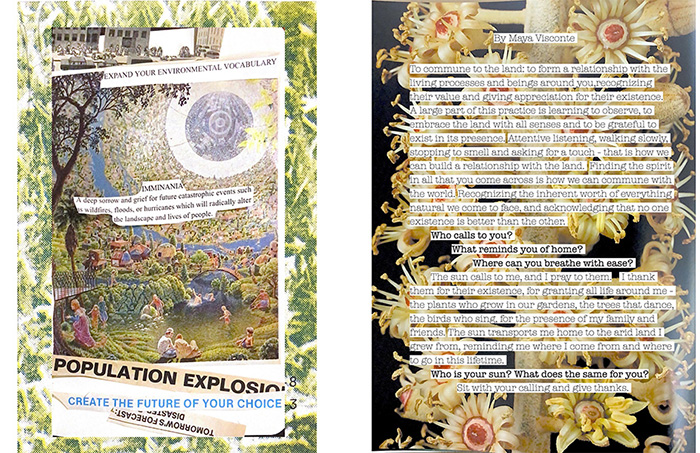 EXPAND YOUR ENVIRONMENTAL VOCABULARY
IMMINANIA
A deep sorrow and grief for future catastrophic events such
as wildfires, floods, or hurricanes which will radically alter
the landscape and lives of people.
POPULATION EXPLOSIO
8
CREATE THE FUTURE OF YOUR CHOICE
3
TOMORROW'S FORECAST:
DISASTER
By Maya Visconte
To commune to the land: to form a relationship with the
living processes and beings around you,recognizing
their value and giving appreciation for their existence.
A large part of this practice is learning to observe, to
embrace the land with all senses and to be grateful to
exist in its presence. Attentive listening, walking slowly,
stopping to smell and asking for a touch - that is how we
can build a relationship with the land. Finding the spirit
in all that you come across is how we can commune with
the world. Recognizing the inherent worth of everything
natural we come to face, and acknowledging that no one
existence is better than the other.
Who calls to you?
What reminds you of home?
Where can you breathe with ease?
The sun calls to me, and I pray to them. I thank
them for their existence, for granting all life around me -
the plants who grow in our gardens, the trees that dance,
the birds who sing, for the presence of my family and
friends. The sun transports me home to the arid land I
grew from, reminding me where I come from and where
to go in this lifetime.
Who is your sun? What does the same for you?
Sit with your calling and give thanks.